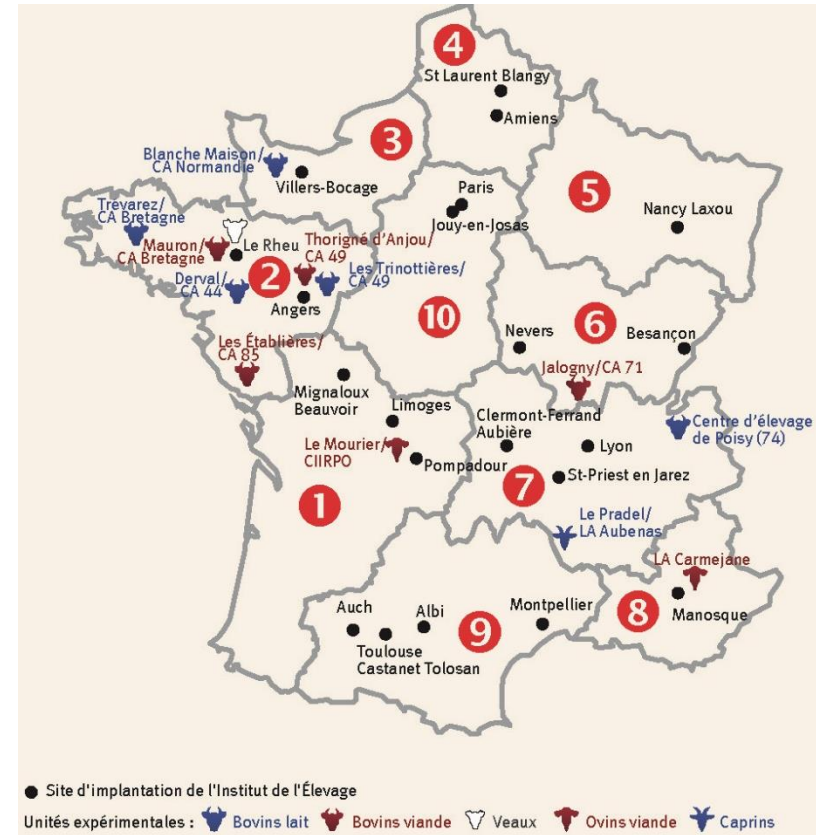 4
St Laurent Blangy
Amiens
3
Blanche Maison/
CA Normandie
Villers-Bocage
Paris
Jouy-en-Josas
5
Nancy Laxou
Trévarez/
CA Bretagne
Mauron/
CA Bretagne
Le Rheu
Thorigné d'Anjou/
CA 49
Les Trinottières/
CA 49
Derval/
CA 44
2
Angers
10
6
Nevers
Besançon
Jalogny/CA 71
Les Établières/
CA 85
Mignaloux
Beauvoir
Limoges
Le Mourier/
CIIRPO
Pompadour
1
Clermont-Ferrand
Aubière
Lyon
St-Priest en Jarez
7
Centre d'élevage
de Poisy (74)
Le Pradel/
LA Aubenas
LA Carmejane
8
Manosque
Auch
Albi
Toulouse
Castanet Tolosan
9
Montpellier
Site d'implantation de l'Institut de l'Élevage
Unités expérimentales : Bovins lait Bovins viande Veaux Ovins viande Caprins